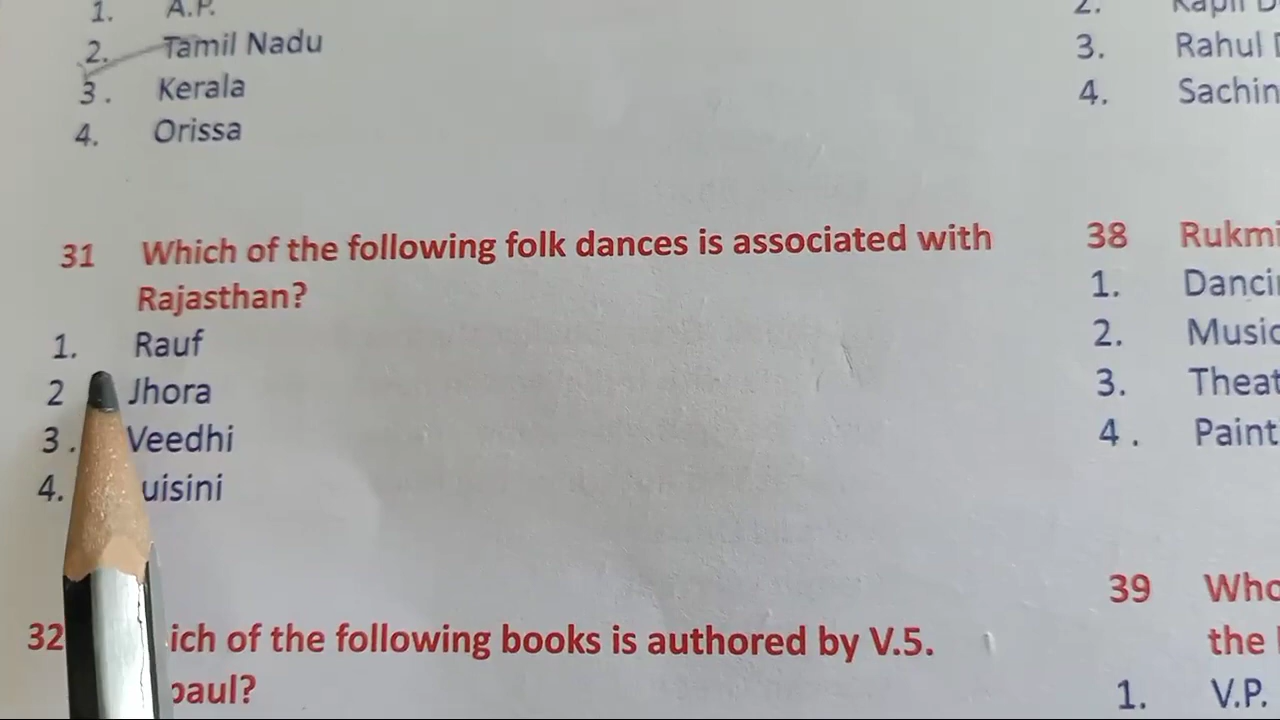 1. A.P.
2. Tamil Nadu
3. Kerala
4. Orissa
31 Which of the following folk dances is associated with
Rajasthan?
1. Rauf
2 Jhora
3. Veedhi
4. uisini
32 ich of the following books is authored by V.5.
paul?
2. Kapil D
3. Rahul
4. Sachin
38 Rukmi
1. Danci
2. Music
3. Theat
4. Paint
39 Who
the
1. V.P.